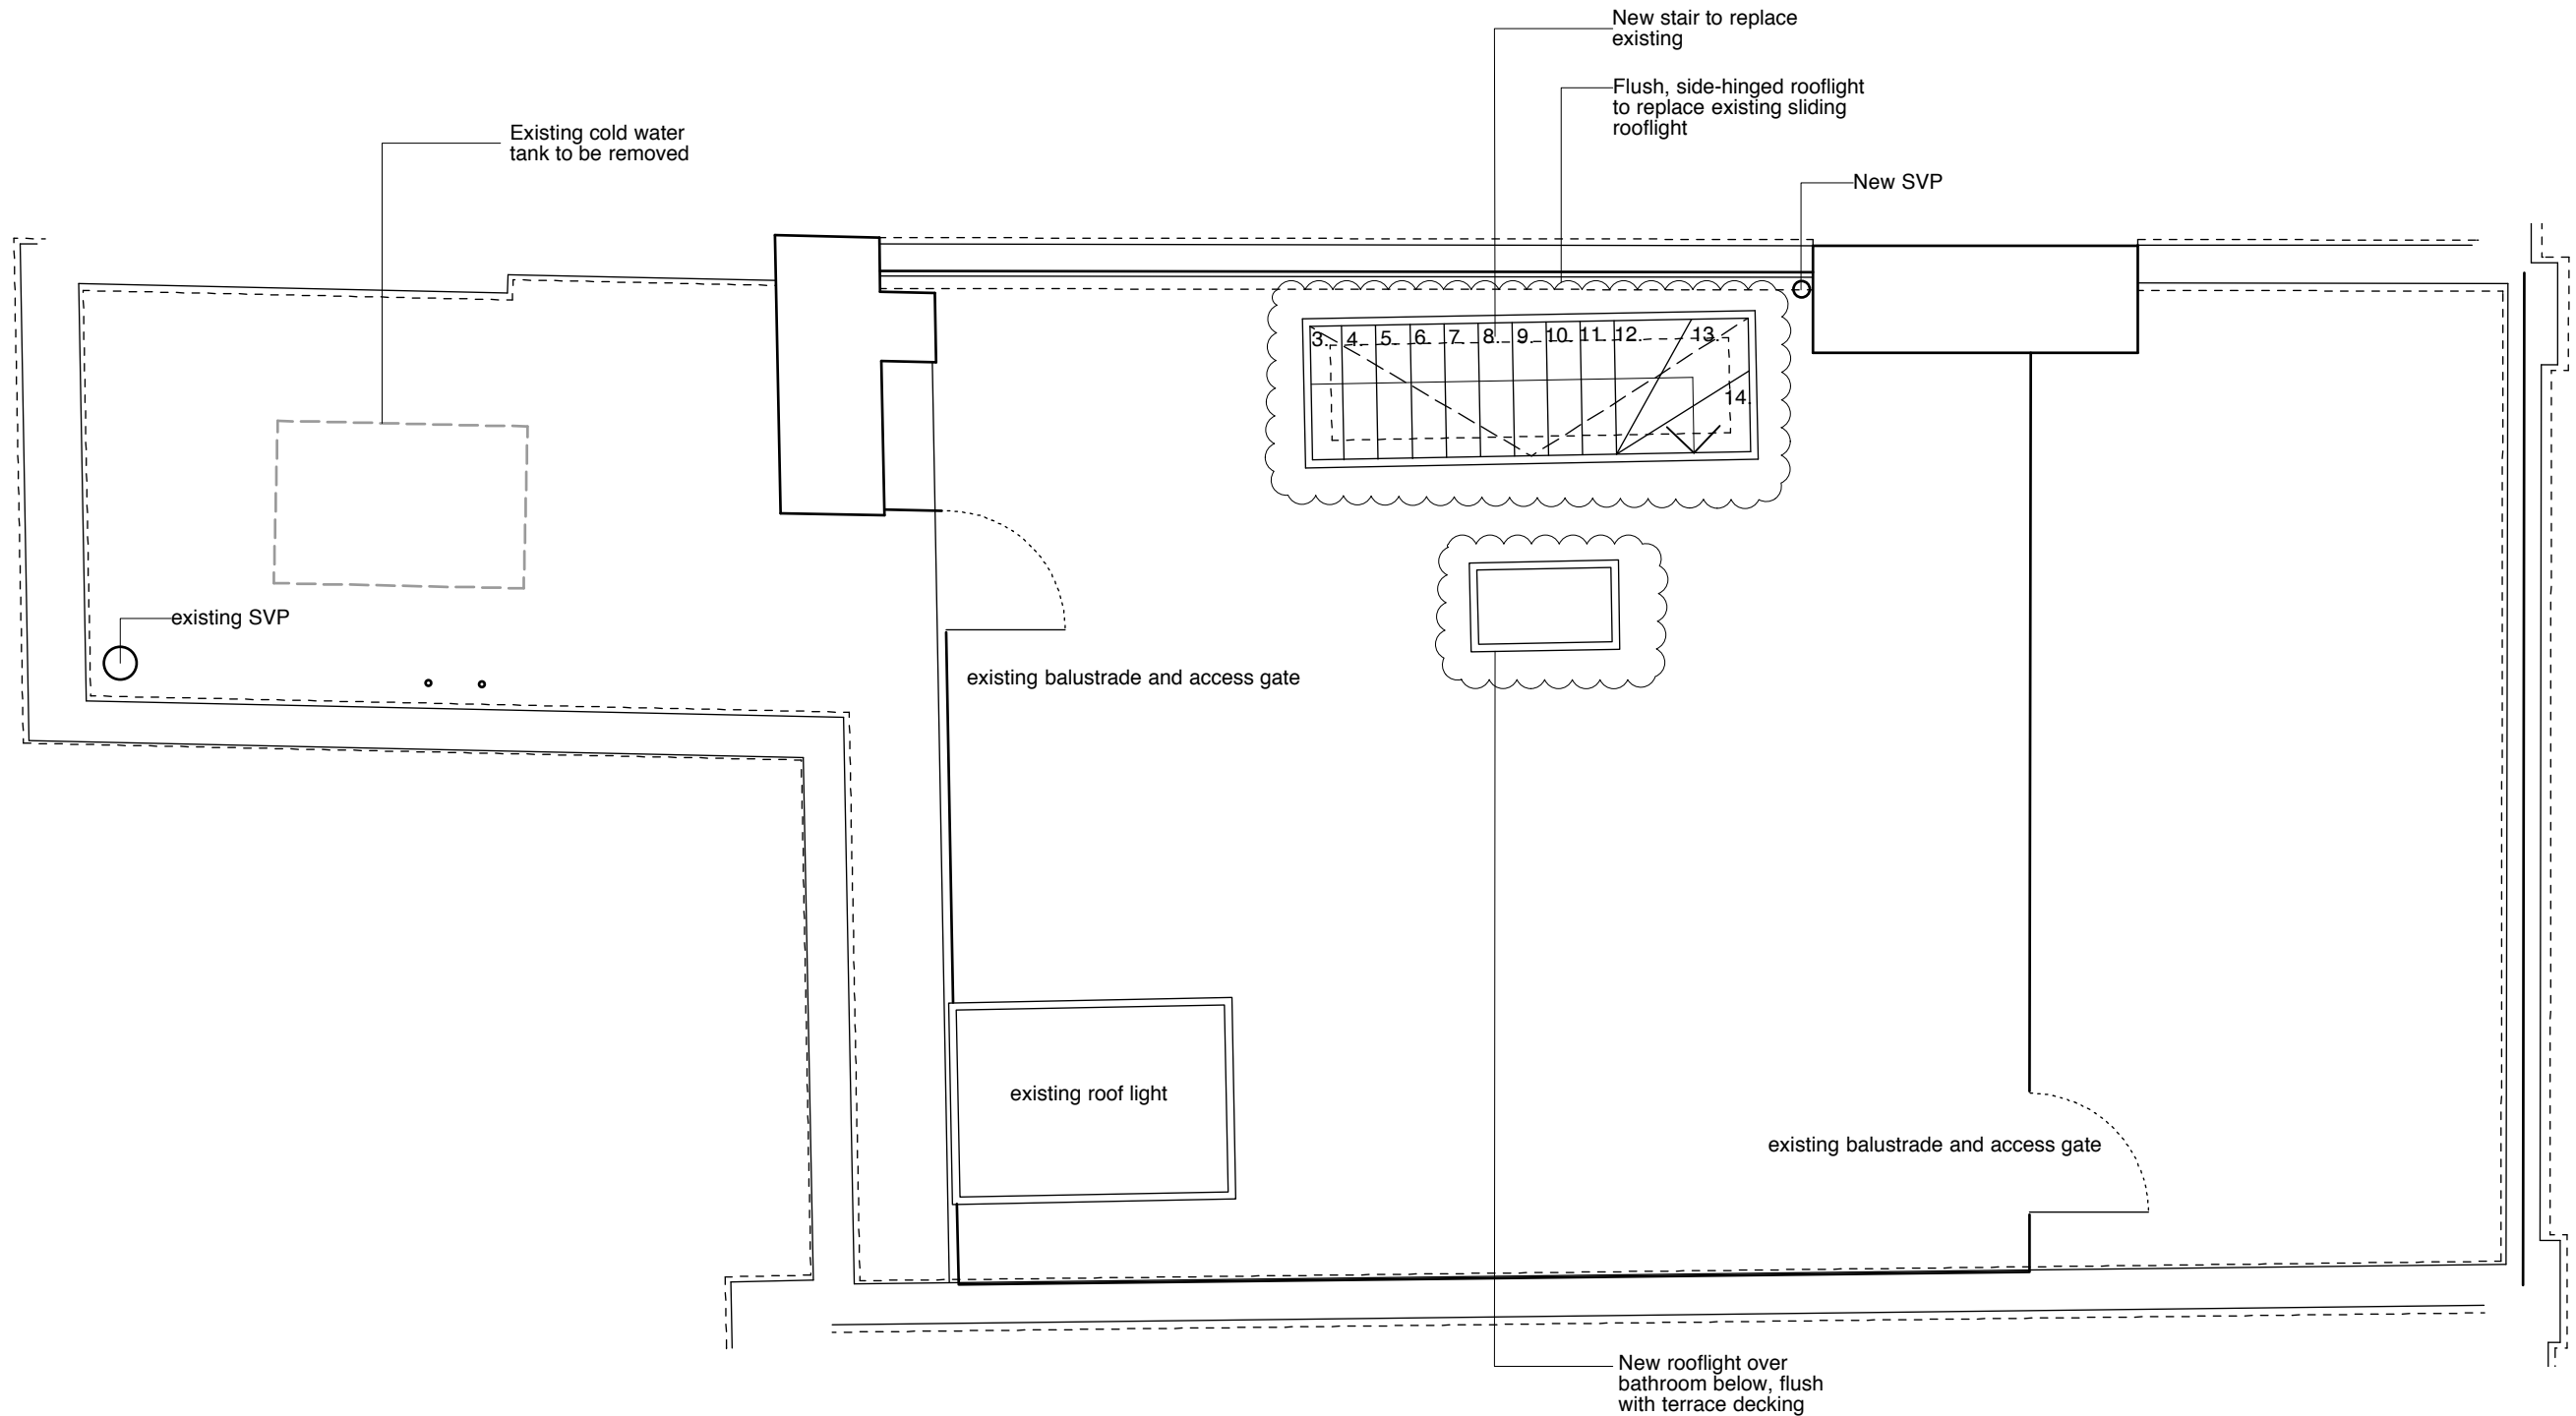 New stair to replace
existing
Flush, side-hinged rooflight
to replace existing sliding
rooflight
Existing cold water
tank to be removed
New SVP
3. 4. 5. 6. 7. 8. 9. 10. 11. 12. 13.
14.
existing SVP
existing balustrade and access gate
existing roof light
existing balustrade and access gate
New rooflight over
bathroom below, flush
with terrace decking